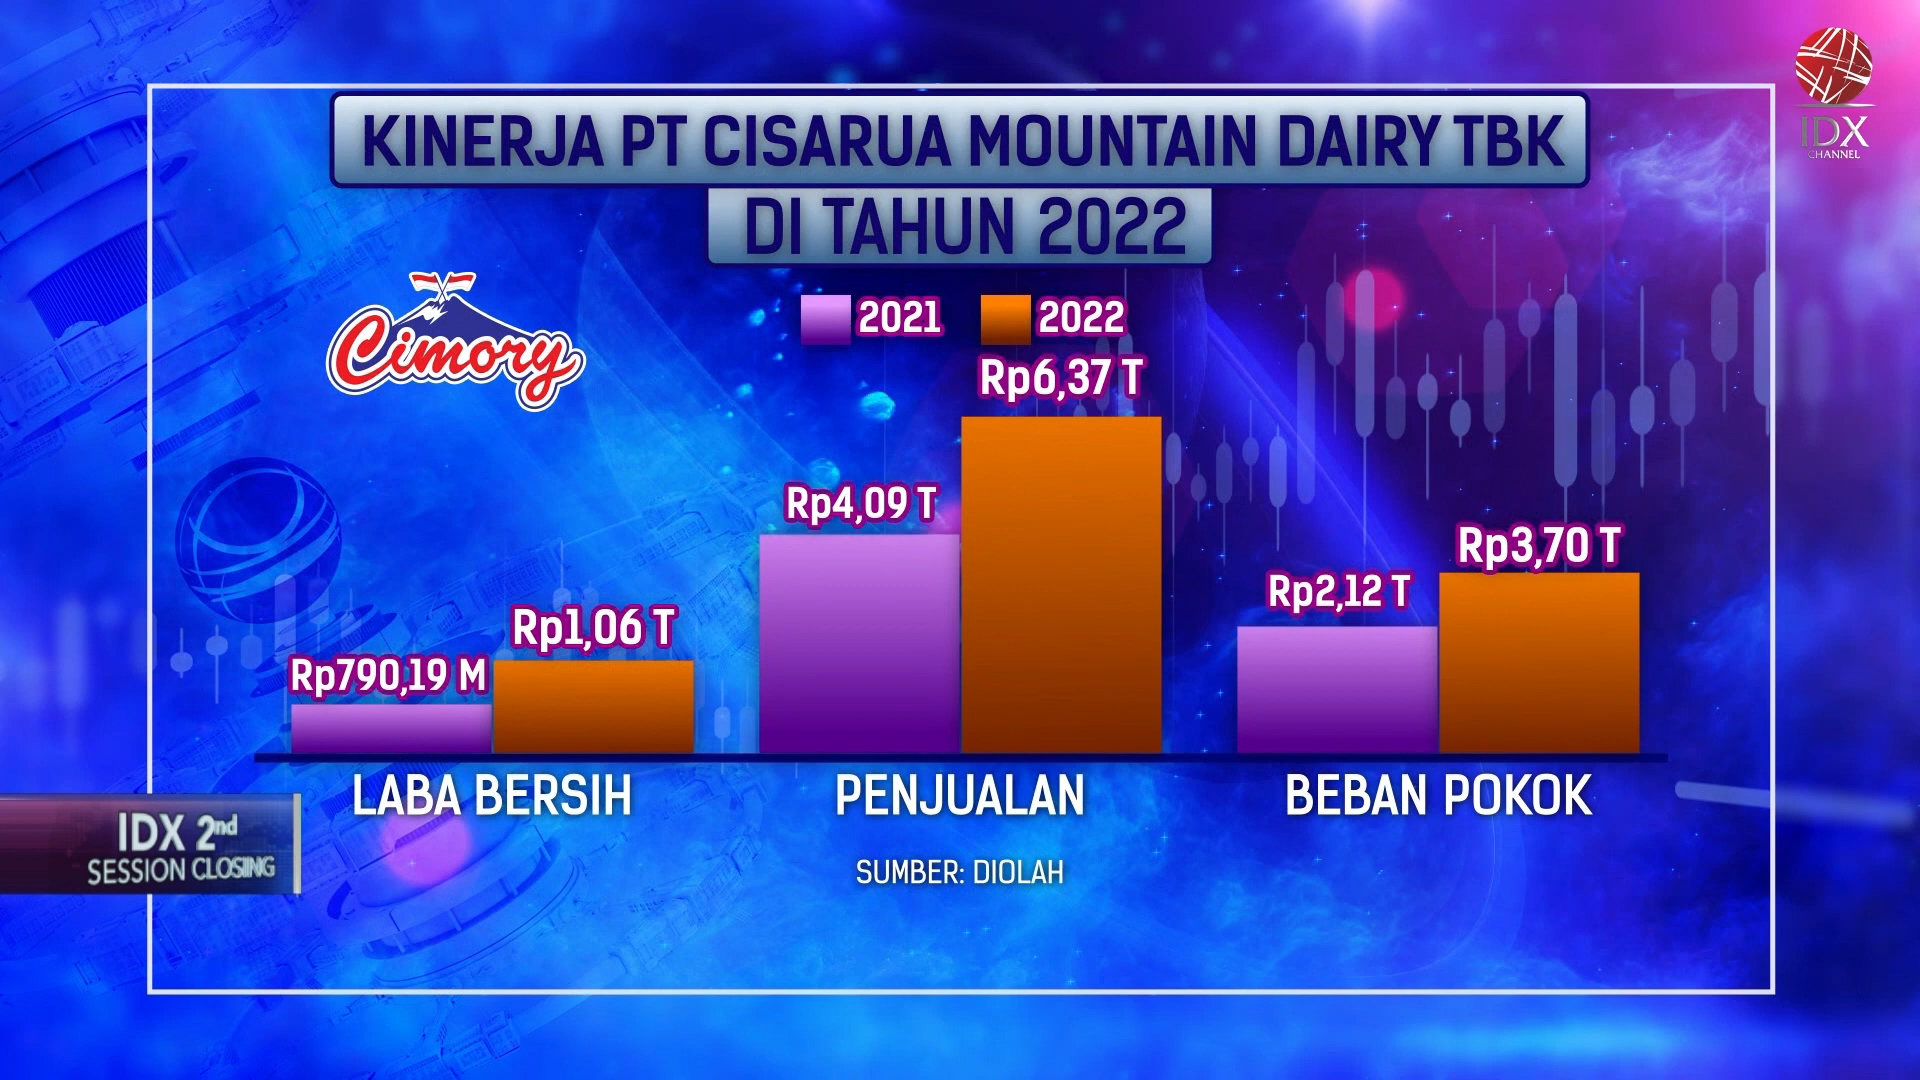 IDX
CHANNEL
KINERJA PT CISARUA MOUNTAIN DAIRY TBK
DI TAHUN 2022
Cimory
2021
2022
Rp790,19 M
Rp1,06 T
Rp4,09 T
Rp6,37 T
Rp2,12 T
Rp3,70 T
LABA BERSIH
PENJUALAN
BEBAN POKOK
IDX 2nd
SESSION CLOSING
SUMBER: DIOLAH